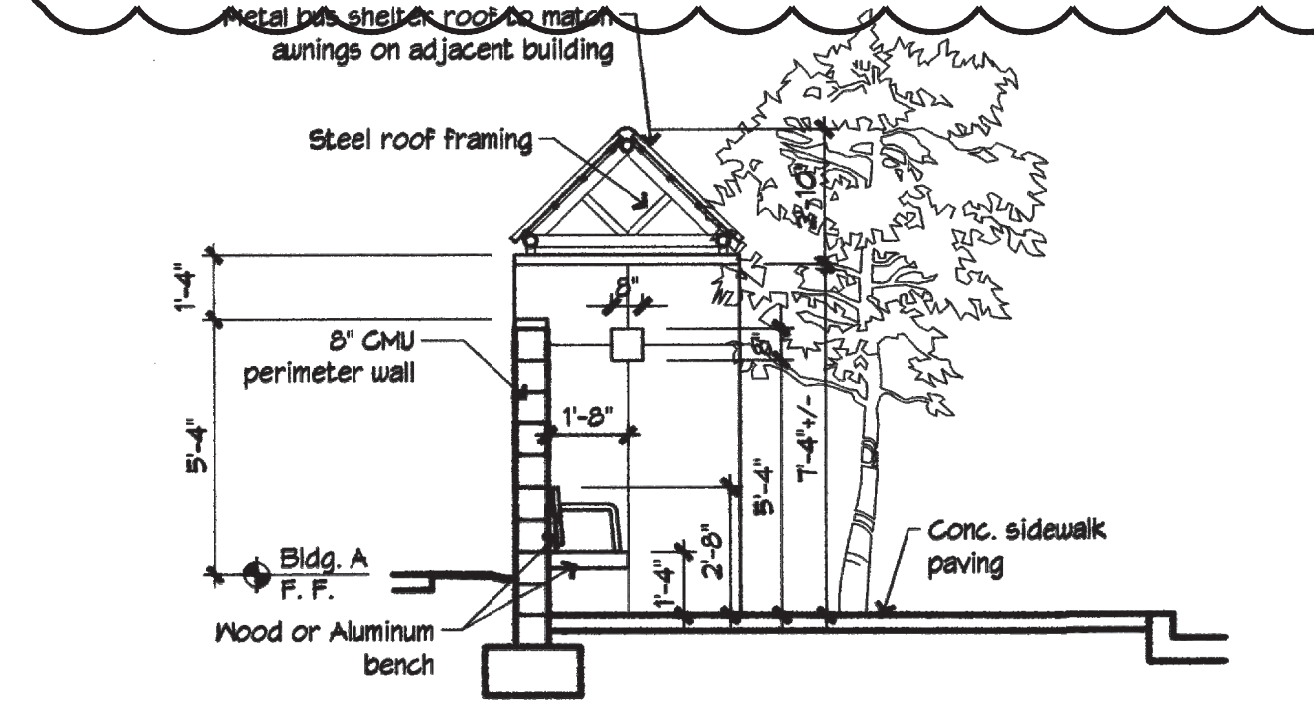 Metal bus shelter roof to match
awnings on adjacent building
Steel roof framing
3'-10"
1'-4"
8"
8" CMU
perimeter wall
8"
1'-8"
7'-4"+/-
5'-4"
5'-4"
2'-8"
1'-4"
Conc. sidewalk
paving
Bldg. A
F. F.
Wood or Aluminum
bench